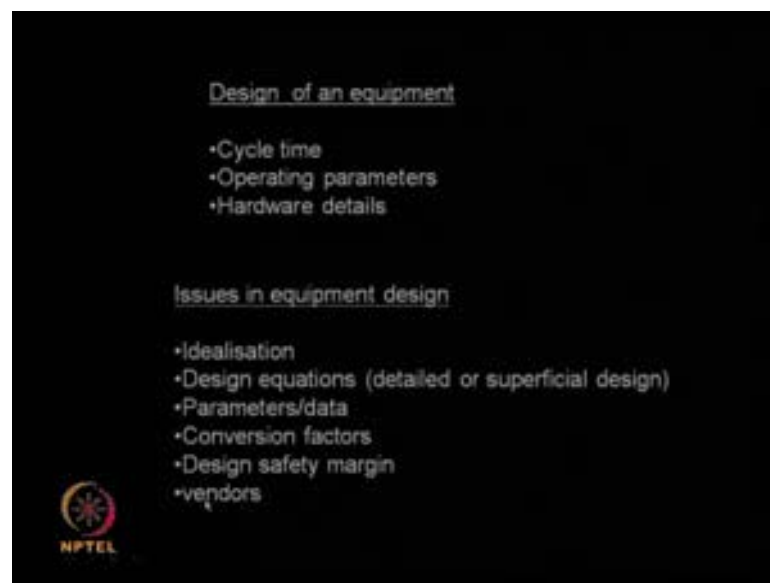 Design of an equipment
•Cycle time
•Operating parameters
•Hardware details
Issues in equipment design
•Idealisation
•Design equations (detailed or superficial design)
•Parameters/data
•Conversion factors
•Design safety margin
•vendors
NPTEL